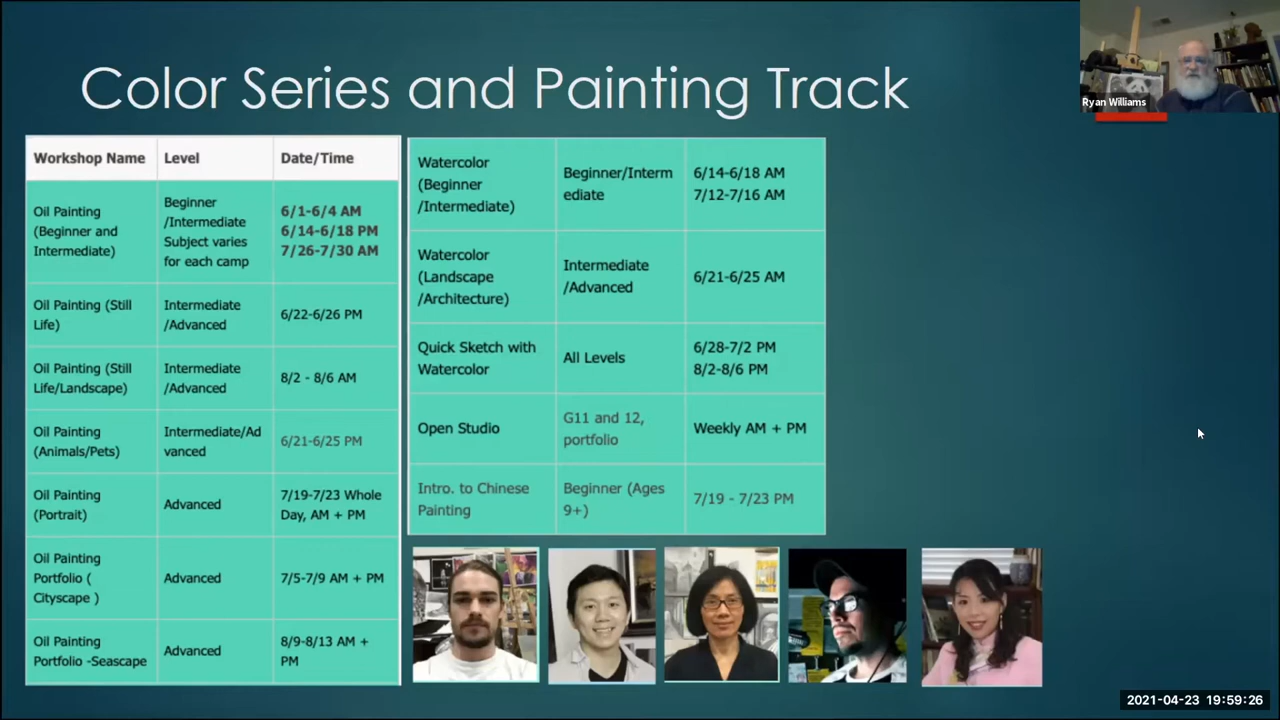 Color Series and Painting Track
Ryan Williams
Workshop Name
Level
Date/Time
Oil Painting
(Beginner and
Intermediate)
Beginner
/Intermediate
Subject varies
for each camp
6/1-6/4 AM
6/14-6/18 PM
7/26-7/30 AM
Oil Painting (Still
Life)
Intermediate
/Advanced
6/22-6/26 PM
Oil Painting (Still
Life/Landscape)
Intermediate
/Advanced
8/2 - 8/6 AM
Oil Painting
(Animals/Pets)
Intermediate/Ad
vanced
6/21-6/25 PM
Oil Painting
(Portrait)
Advanced
7/19-7/23 Whole
Day, AM + PM
Oil Painting
Portfolio (
Cityscape )
Advanced
7/5-7/9 AM + PM
Oil Painting
Portfolio -Seascape
Advanced
8/9-8/13 AM +
PM
Watercolor
(Beginner
/Intermediate)
Beginner/Interm
ediate
6/14-6/18 AM
7/12-7/16 AM
Watercolor
(Landscape
/Architecture)
Intermediate
/Advanced
6/21-6/25 AM
Quick Sketch with
Watercolor
All Levels
6/28-7/2 PM
8/2-8/6 PM
Open Studio
G11 and 12,
portfolio
Weekly AM + PM
Intro. to Chinese
Painting
Beginner (Ages
9+)
7/19 - 7/23 PM
2021-04-23 19:59:26